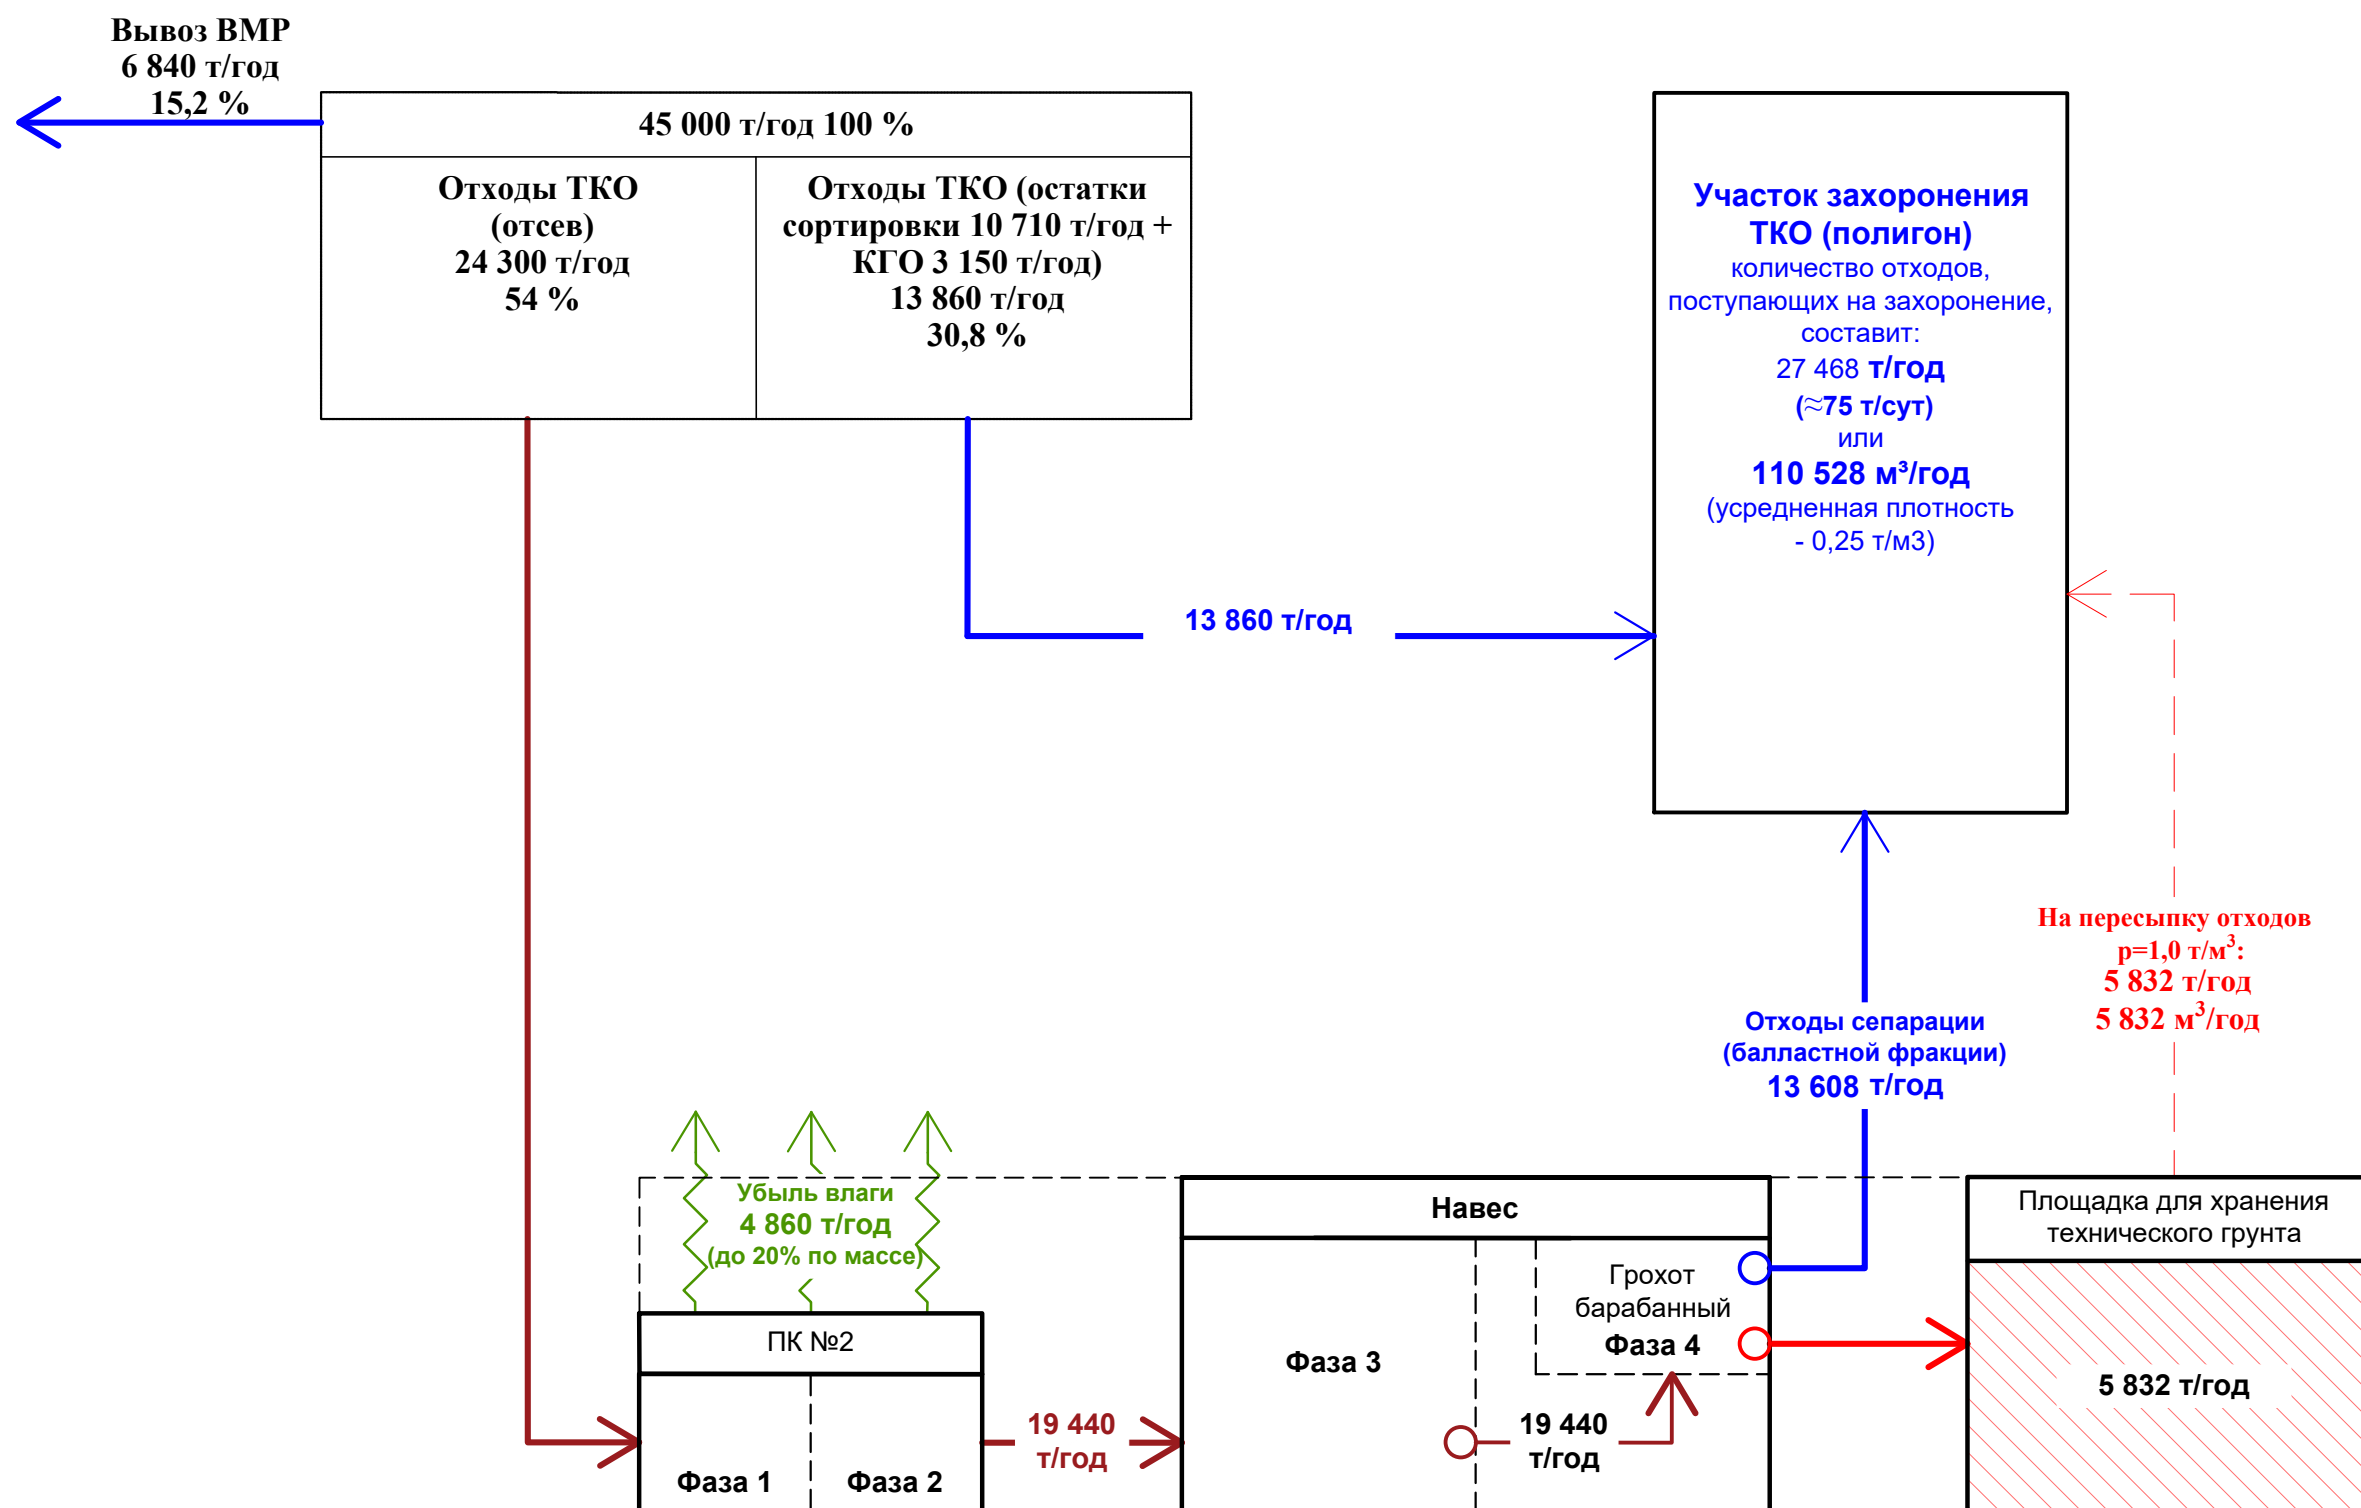 Вывоз ВМР
6 840 т/год
15,2 %
45 000 т/год 100 %
Отходы ТКО
(отсев)
24 300 т/год
54 %
Отходы ТКО (остатки
сортировки 10 710 т/год +
КГО 3 150 т/год)
13 860 т/год
30,8 %
Участок захоронения
ТКО (полигон)
количество отходов,
поступающих на захоронение,
составит:
27 468 т/год
(≈75 т/сут)
или
110 528 м³/год
(усредненная плотность
- 0,25 т/м3)
13 860 т/год
На пересыпку отходов
р=1,0 т/м³:
5 832 т/год
5 832 м³/год
Отходы сепарации
(балластной фракции)
13 608 т/год
Убыль влаги
4 860 т/год
(до 20% по массе)
ПК №2
Фаза 1
Фаза 2
19 440
т/год
Навес
Фаза 3
Грохот
барабанный
Фаза 4
19 440
т/год
Площадка для хранения
технического грунта
5 832 т/год